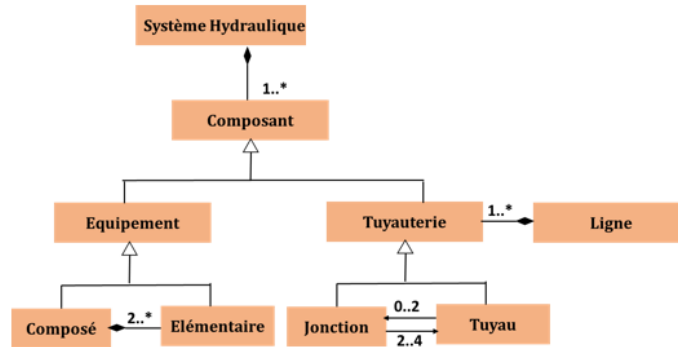 Système Hydraulique
1..*
Composant
Equipement
Tuyauterie
1..*
Ligne
Composé
2..*
Elémentaire
Jonction
0..2
2..4
Tuyau